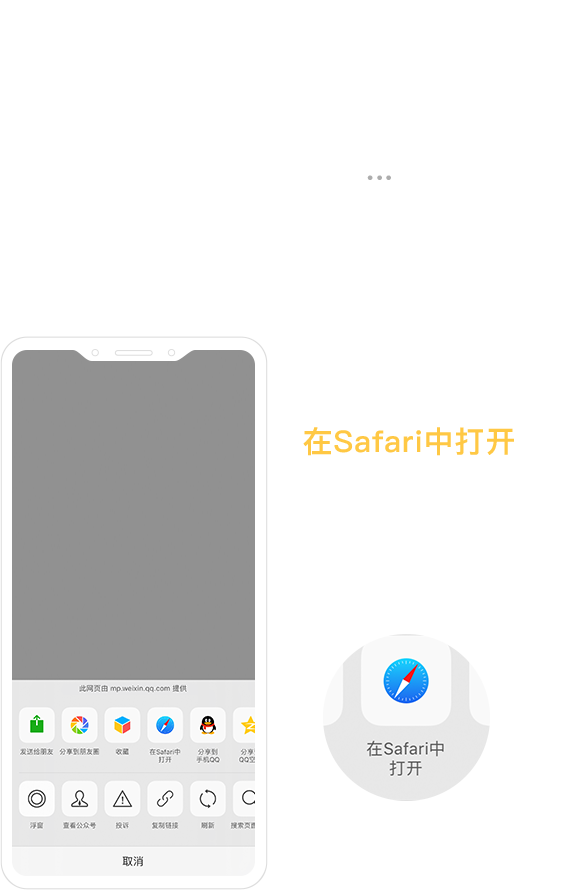 在Safari中打开
此网页由 mp.weixin.qq.com 提供
发送给朋友
分享到朋友圈
收藏
在Safari中
打开
分享到
手机QQ
分享到
QQ空
浮窗
查看公众号
投诉
复制链接
刷新
搜索页面
取消
在Safari中
打开